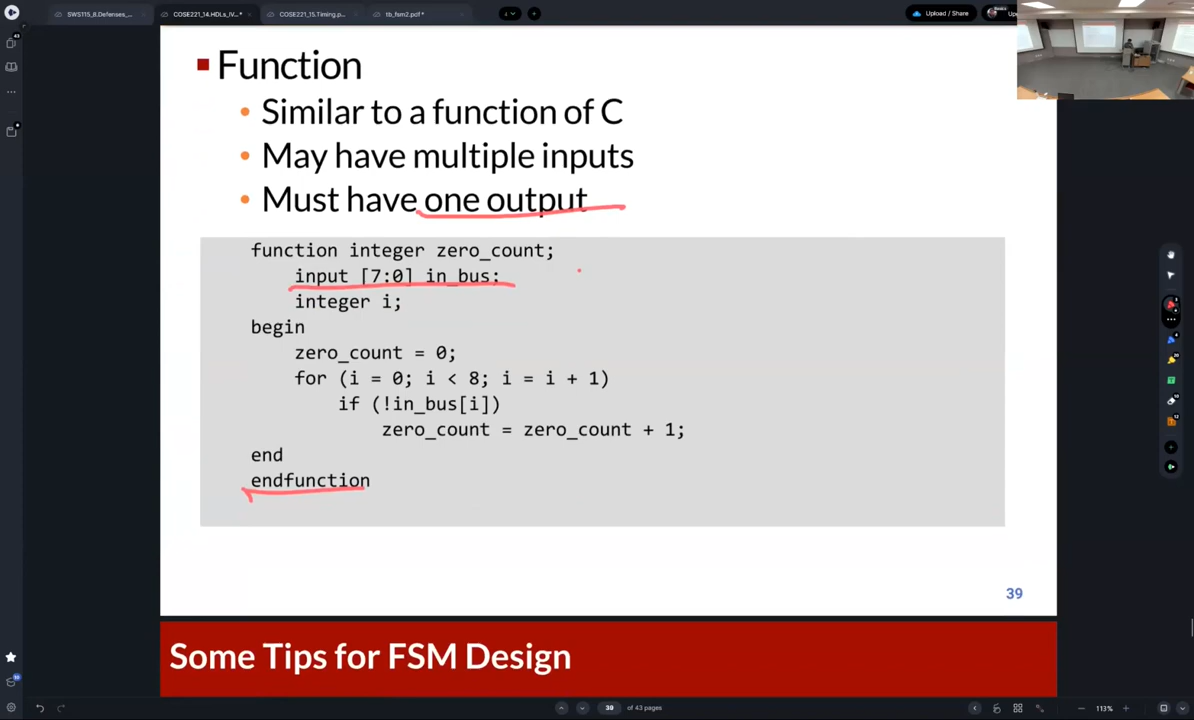 SWS115_8.Defenses_...
COSE221_14.HDLs_IV...*
COSE221_15.Timing.p...
tb_fsm2.pcf *
Upload / Share
Function
Similar to a function of C
May have multiple inputs
Must have one output
function integer zero_count;
input [7:0] in_bus;
integer i;
begin
zero_count = 0;
for (i = 0; i < 8; i = i + 1)
if (!in_bus[i])
zero_count = zero_count + 1;
end
endfunction
39
Some Tips for FSM Design
39 of 43 pages
113%